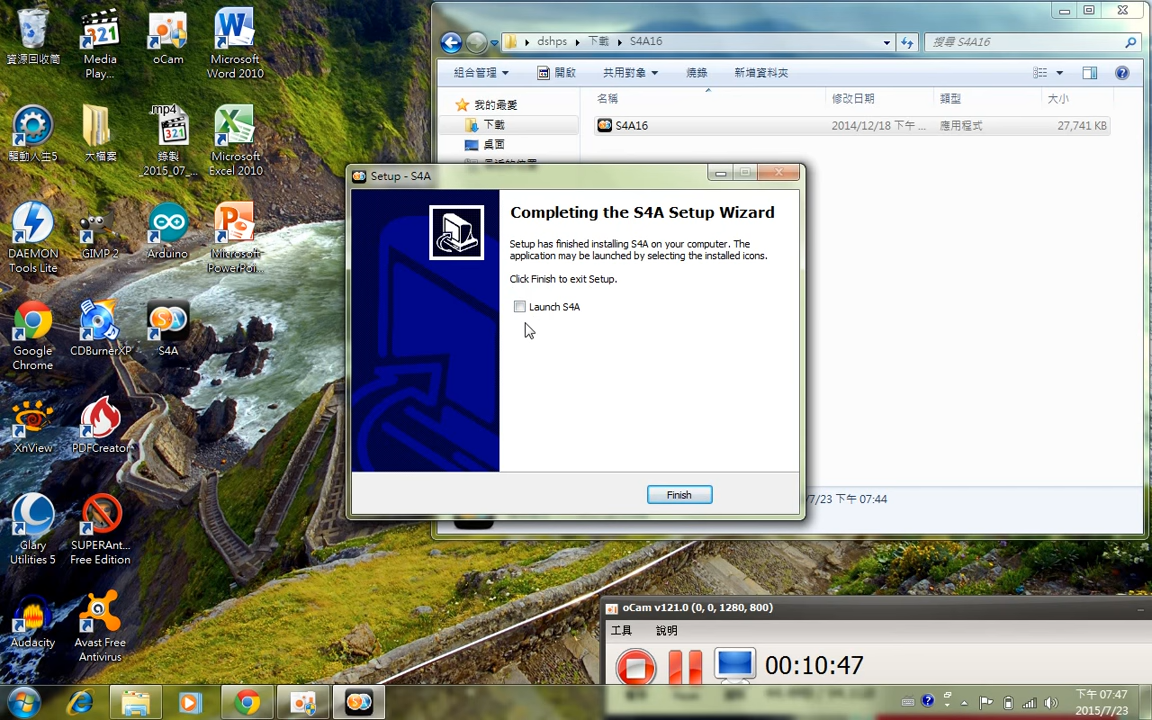 資源回收筒
Media
Play...
oCam
Microsoft
Word 2010
驅動人生5
大檔案
.mp4
321
錄製
_2015_07_...
Microsoft
Excel 2010
DAEMON
Tools Lite
GIMP 2
Arduino
Microsoft
PowerPoi...
Google
Chrome
CDBurnerXP
S4A
XnView
PDFCreator
Glary
Utilities 5
SUPERAnt...
Free Edition
Audacity
Avast Free
Antivirus
dshps
下載
S4A16
搜尋 S4A16
組合管理
開啟
共用對象
燒錄
新增資料夾
我的最愛
下載
桌面
名稱
修改日期
類型
大小
S4A16
2014/12/18 下午 ...
應用程式
27,741 KB
/7/23 下午 07:44
Setup - S4A
Completing the S4A Setup Wizard
Setup has finished installing S4A on your computer. The
application may be launched by selecting the installed icons.
Click Finish to exit Setup.
Launch S4A
Finish
oCam v121.0 (0, 0, 1280, 800)
工具
說明
00:10:47
下午 07:47
2015/7/23